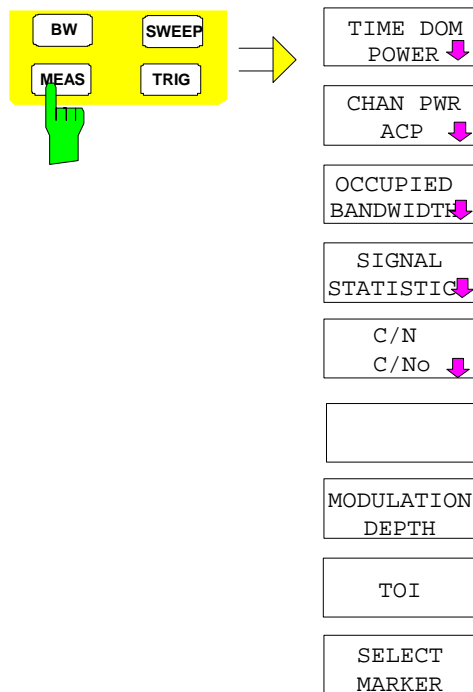 BW
SWEEP
MEAS
TRIG
TIME DOM
POWER
CHAN PWR
ACP
OCCUPIED
BANDWIDTH
SIGNAL
STATISTIC
C/N
C/No
MODULATION
DEPTH
TOI
SELECT
MARKER